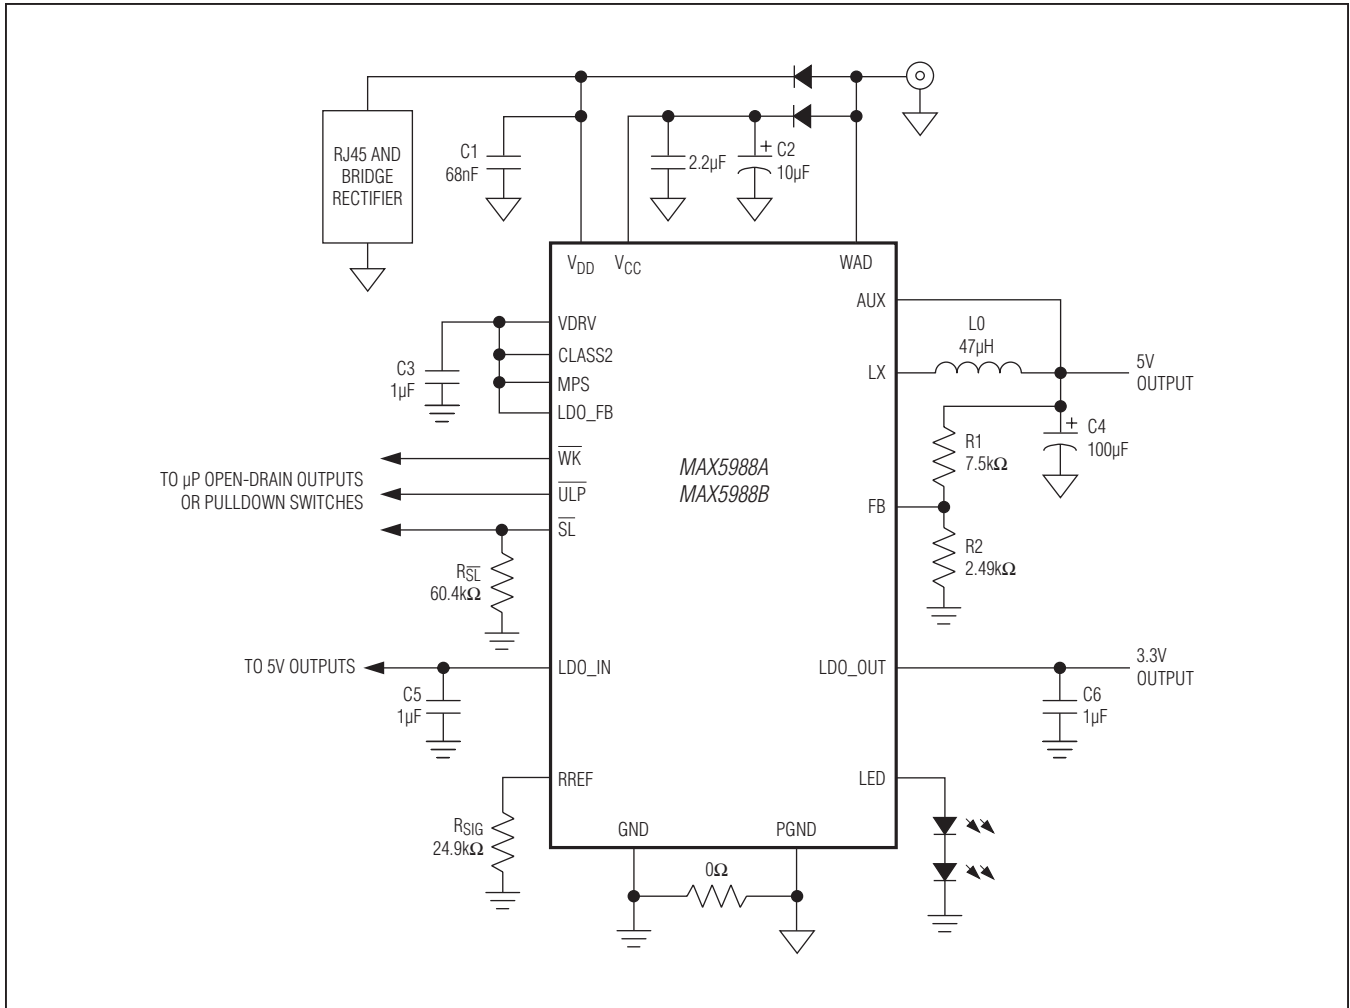 RJ45 AND
BRIDGE
RECTIFIER
C1
68nF
2.2µF
+ C2
10µF
VDD
VCC
WAD
AUX
VDRV
CLASS2
MPS
LDO_FB
C3
1µF
L0
47µH
LX
5V
OUTPUT
+ C4
100µF
R1
7.5kΩ
FB
R2
2.49kΩ
WK
ULP
SL
TO µP OPEN-DRAIN OUTPUTS
OR PULLDOWN SWITCHES
MAX5988A
MAX5988B
RSL
60.4kΩ
TO 5V OUTPUTS
LDO_IN
C5
1µF
LDO_OUT
3.3V
OUTPUT
C6
1µF
RREF
RSIG
24.9kΩ
LED
GND
PGND
0Ω